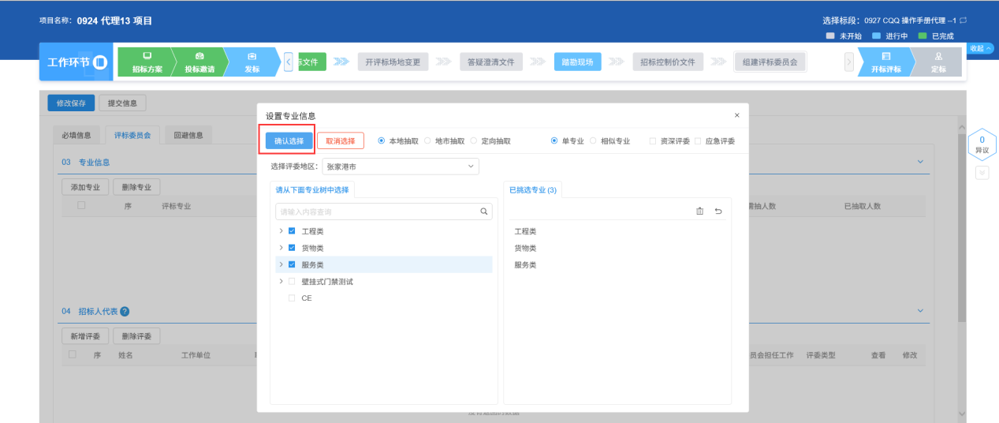 项目名称: 0924 代理13 项目
选择标段: 0927 CQQ 操作手册代理 --1
未开始 进行中 已完成
工作环节 招标方案 投标邀请 发标 标文件 开评标场地变更 答疑澄清文件 踏勘现场 招标控制价文件 组建评标委员会 开标评标 定标 收起
修改保存 提交信息
设置专业信息 ×
必填信息 评标委员会 回避信息
确认选择 取消选择 本地抽取 地市抽取 定向抽取 单专业 相似专业 资深评委 应急评委
0
异议
03 专业信息
选择评委地区: 张家港市
添加专业 删除专业
请从下面专业树中选择 已挑选专业 (3)
序 评标专业 需抽人数 已抽取人数
请输入内容查询
工程类 工程类
货物类 货物类
服务类 服务类
壁挂式门禁测试
CE
04 招标人代表 ?
新增评委 删除评委
序 姓名 工作单位 员会担任工作 评委类型 查看 修改